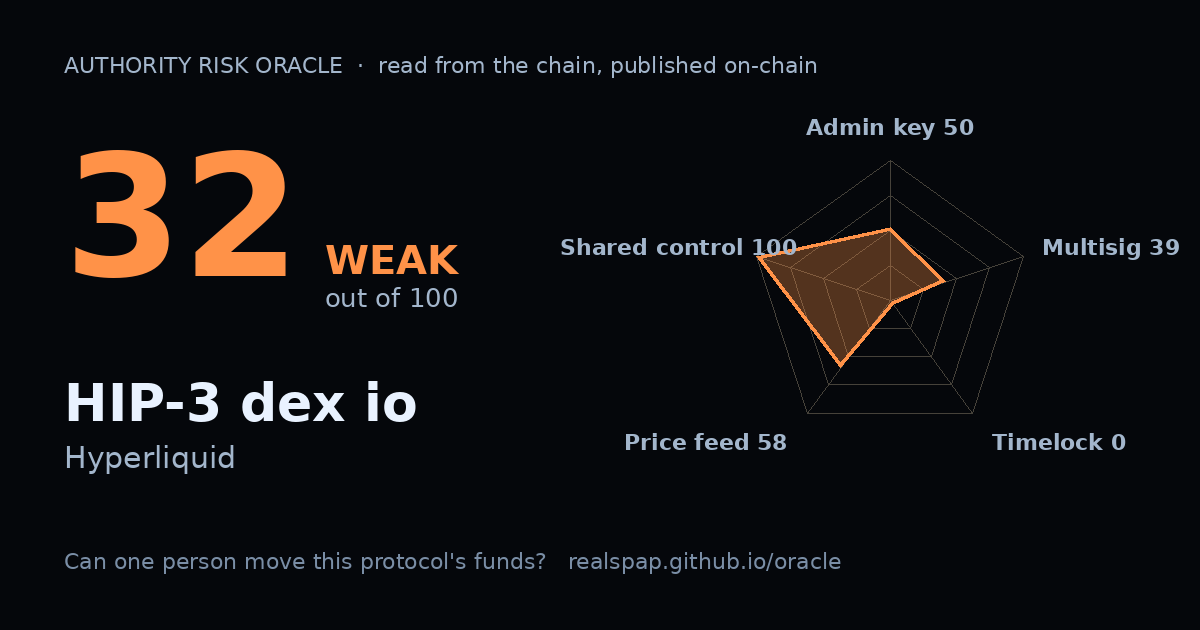 AUTHORITY RISK ORACLE · read from the chain, published on-chain
32
WEAK
out of 100
HIP-3 dex io
Hyperliquid
Admin key 50
Shared control 100
Multisig 39
Price feed 58
Timelock 0
Can one person move this protocol's funds? realspap.github.io/oracle